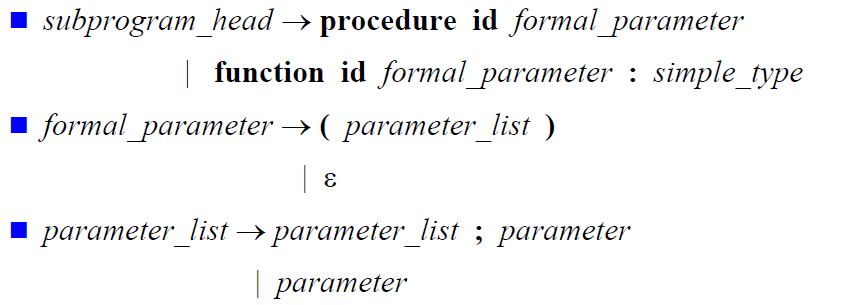 ■ subprogram_head → procedure id formal_parameter
| function id formal_parameter : simple_type
■ formal_parameter → ( parameter_list )
| ε
■ parameter_list → parameter_list ; parameter
| parameter